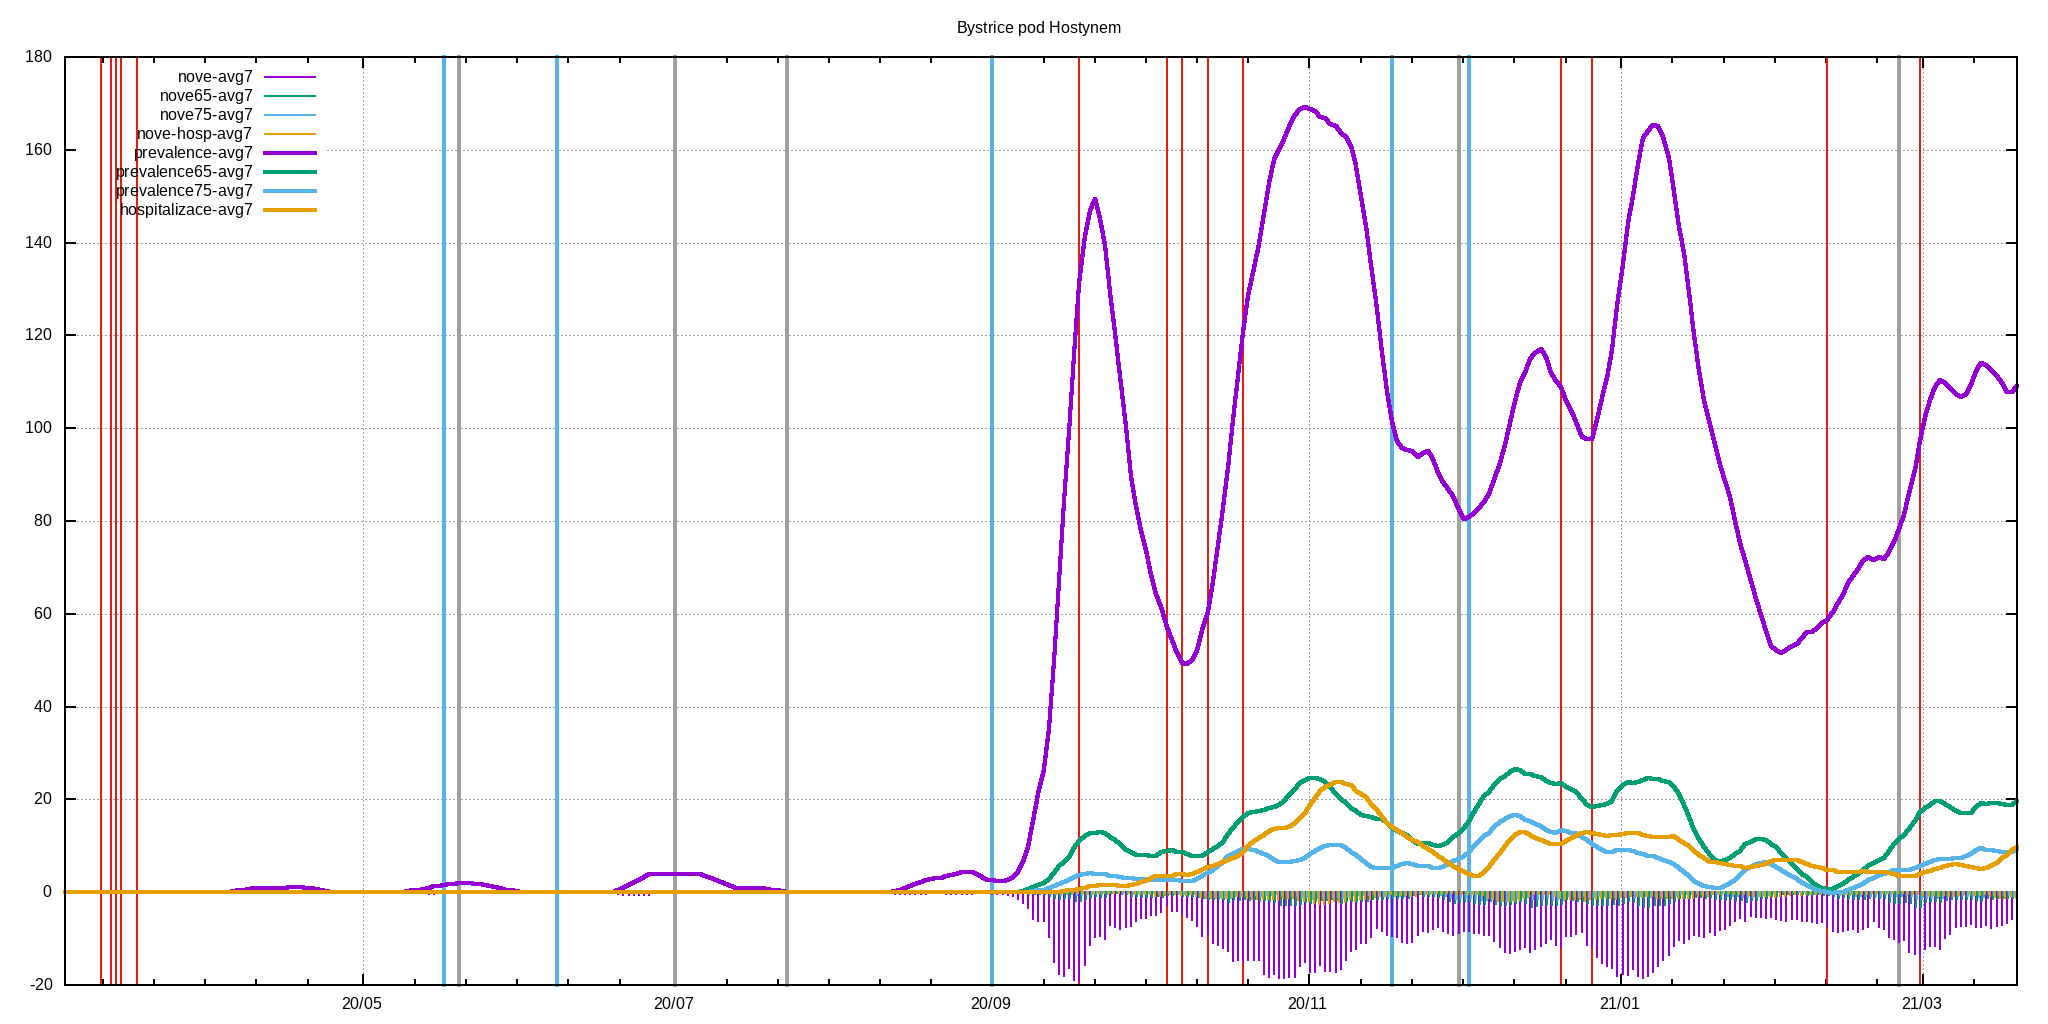 Bystrice pod Hostynem
180
160
140
120
100
80
60
40
20
0
-20
nove-avg7
nove65-avg7
nove75-avg7
nove-hosp-avg7
prevalence-avg7
prevalence65-avg7
prevalence75-avg7
hospitalizace-avg7
20/05 20/07 20/09 20/11 21/01 21/03